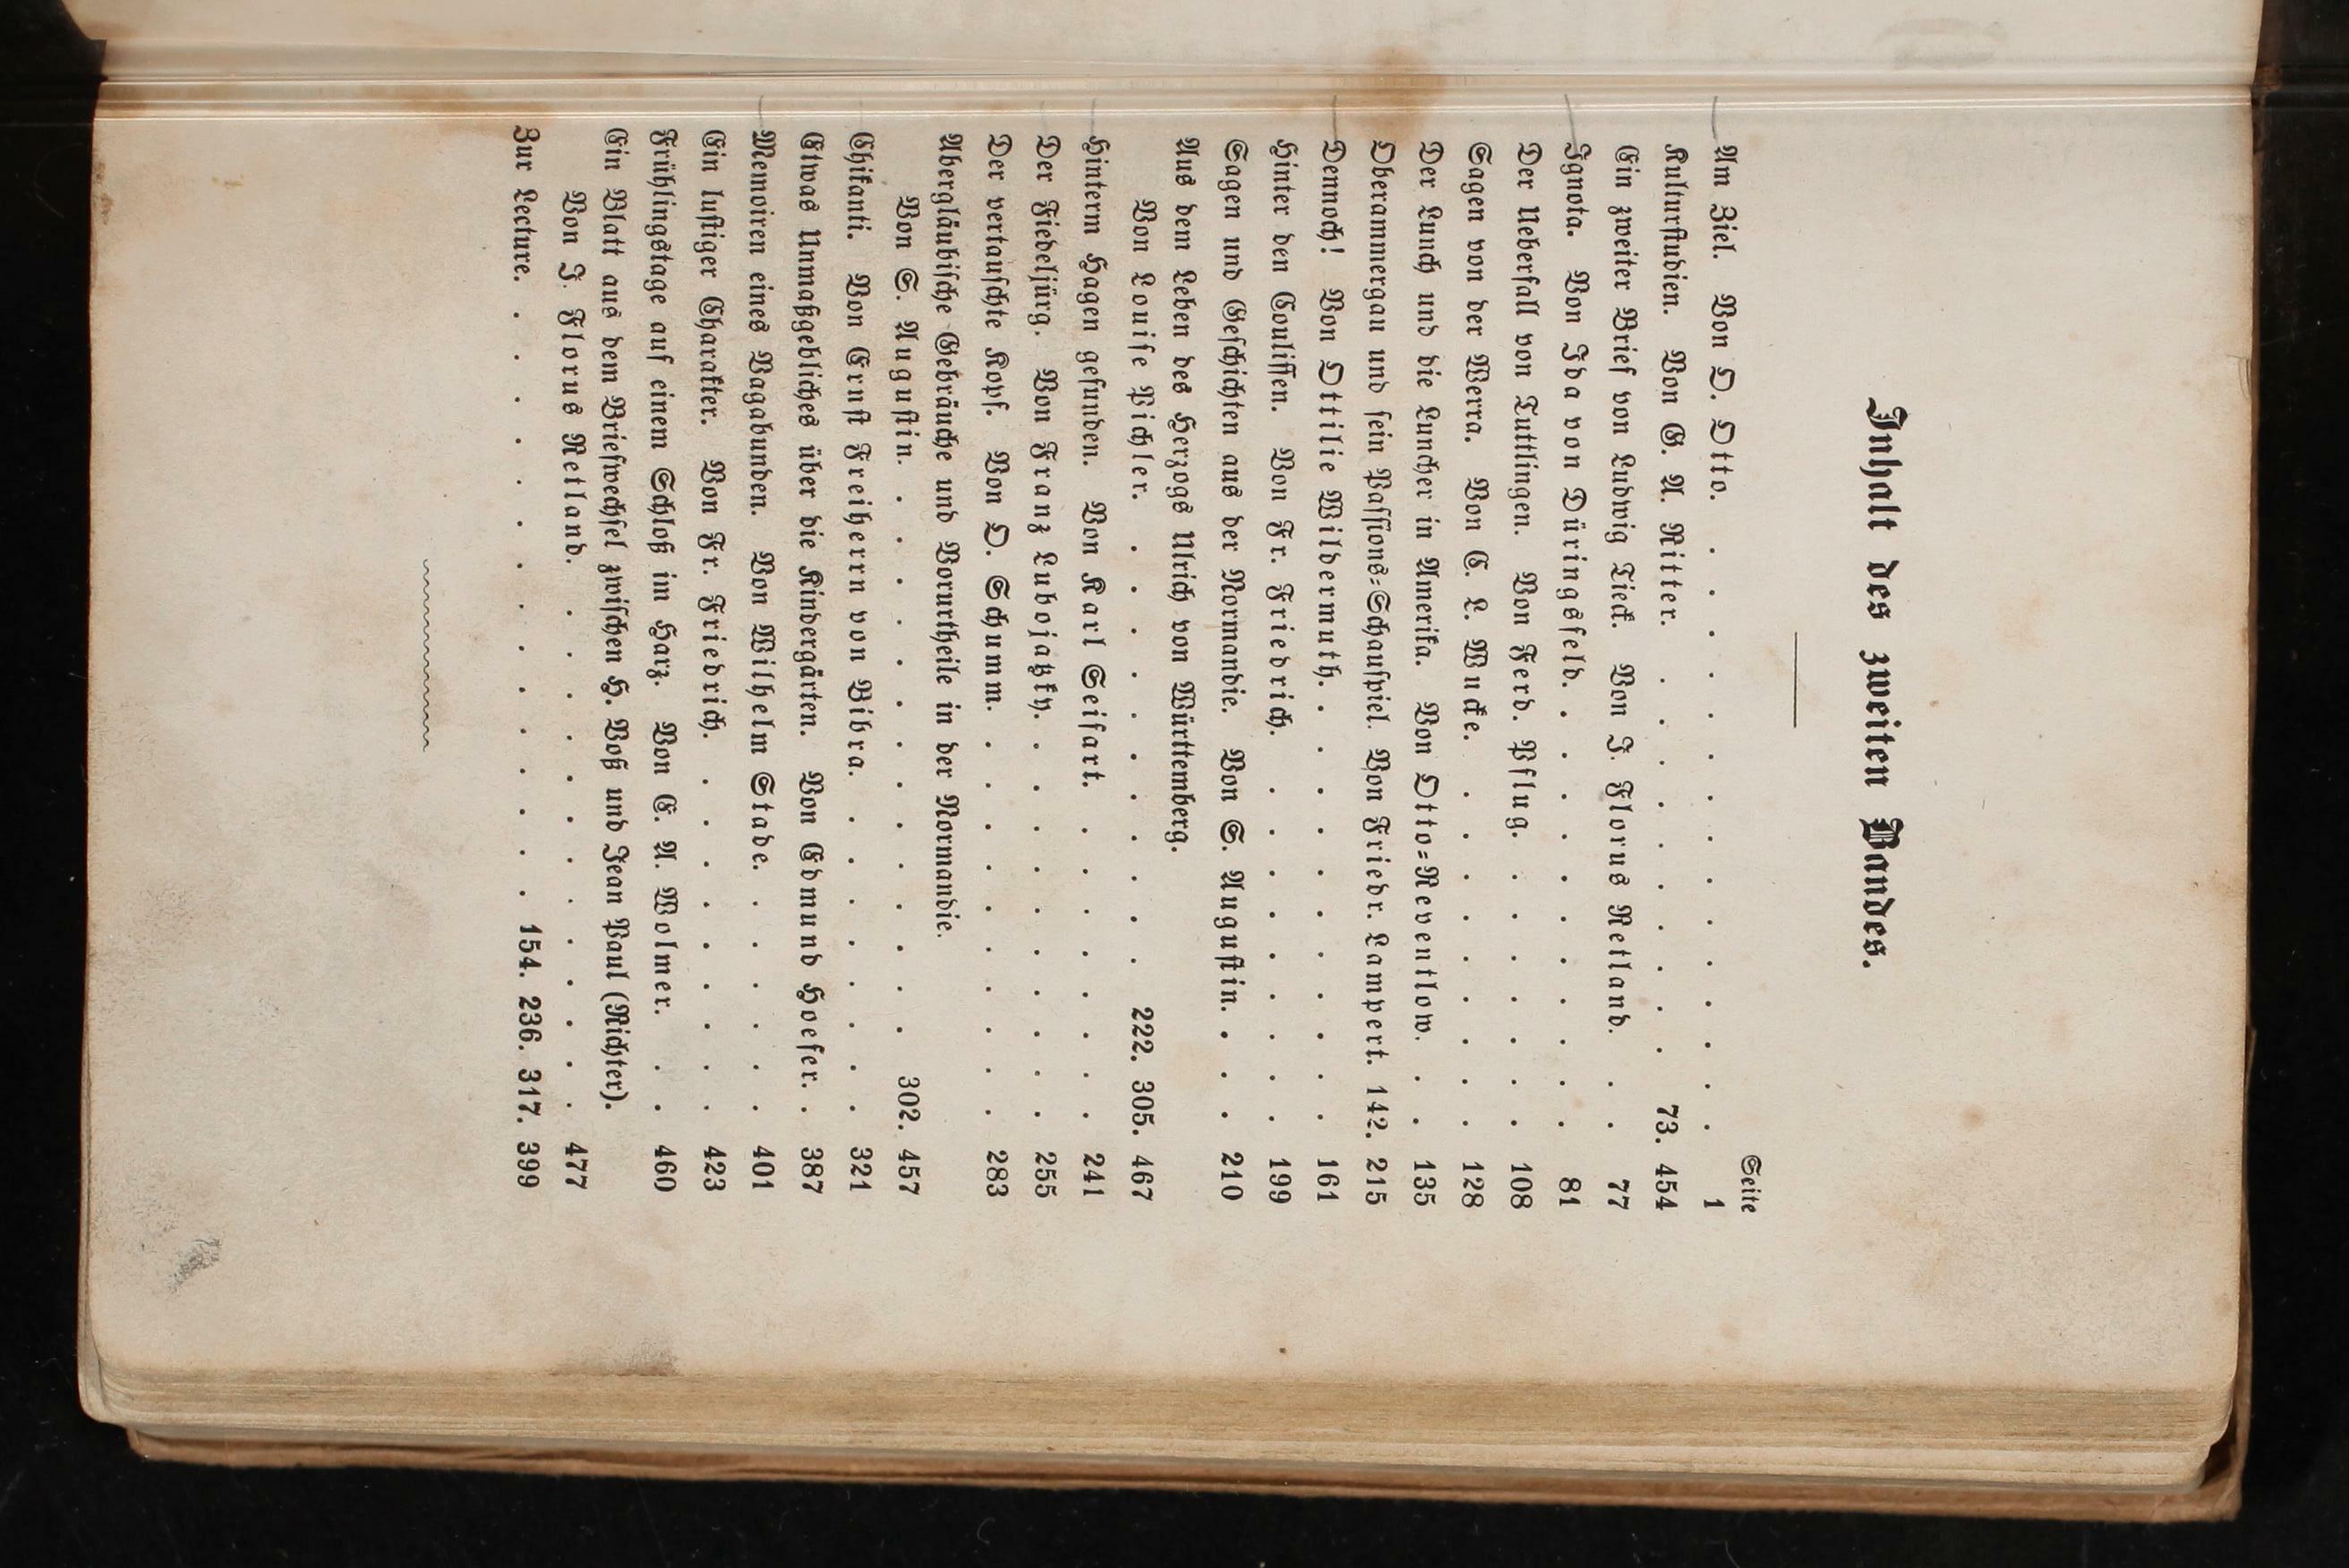 Inhalt des zweiten Bandes.
Seite
Am Ziel. Von O. Otto. . . . . . . . . . . . . . . . 1
Kulturstudien. Von G. A. Ritter. . . . . . . . . . . 73. 454
Ein zweiter Brief von Ludwig Tieck. Von J. Florus Retland. . . 77
Ignota. Von Ida von Düringsfeld. . . . . . . . . . . . 81
Der Ueberfall von Tuttlingen. Von Ferd. Pflug. . . . . . 108
Sagen von der Werra. Von C. L. Wucke. . . . . . . . . 128
Der Lunch und die Luncher in Amerika. Von Otto-Reventlow. . . 135
Oberammergau und sein Passions-Schauspiel. Von Friedr. Lampert. 142. 215
Dennoch! Von Ottilie Wildermuth. . . . . . . . . . . . 161
Hinter den Coulissen. Von Fr. Friedrich. . . . . . . . 199
Sagen und Geschichten aus der Normandie. Von S. Augustin. . . . 210
Aus dem Leben des Herzogs Ulrich von Württemberg.
Von Louise Pichler. . . . . . . . . 222. 305. 467
Hinterm Hagen gefunden. Von Karl Seifart. . . . . . . 241
Der Fiedeljürg. Von Franz Lubojatzky. . . . . . . . . 255
Der vertauschte Kopf. Von O. Schumm. . . . . . . . . 283
Abergläubische Gebräuche und Vorurtheile in der Normandie.
Von S. Augustin. . . . . . . . . . . . . 302. 457
Chikanti. Von Ernst Freiherrn von Bibra. . . . . . . . 321
Etwas Unmaßgebliches über die Kindergärten. Von Edmund Hoefer. . 387
Memoiren eines Vagabunden. Von Wilhelm Stade. . . . . . 401
Ein lustiger Charakter. Von Fr. Friedrich. . . . . . . . 423
Frühlingstage auf einem Schloß im Harz. Von E. A. Wolmer. . . 460
Ein Blatt aus dem Briefwechsel zwischen H. Voß und Jean Paul (Richter).
Von J. Florus Retland. . . . . . . . . . . 477
Zur Lecture. . . . . . . . . . . . . . . . 154. 236. 317. 399